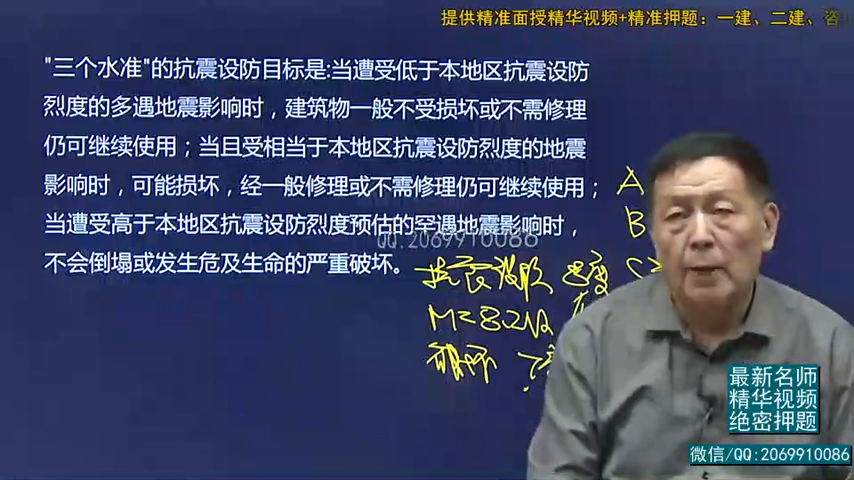 提供精准面授精华视频+精准押题：一建、二建、咨
"三个水准"的抗震设防目标是:当遭受低于本地区抗震设防
烈度的多遇地震影响时，建筑物一般不受损坏或不需修理
仍可继续使用；当且受相当于本地区抗震设防烈度的地震
影响时，可能损坏，经一般修理或不需修理仍可继续使用；
当遭受高于本地区抗震设防烈度预估的罕遇地震影响时，
不会倒塌或发生危及生命的严重破坏。
QQ:2069910086
A
B
C
抗震设防 烈度
M=8.2级
破坏
最新名师
精华视频
绝密押题
微信/QQ:2069910086